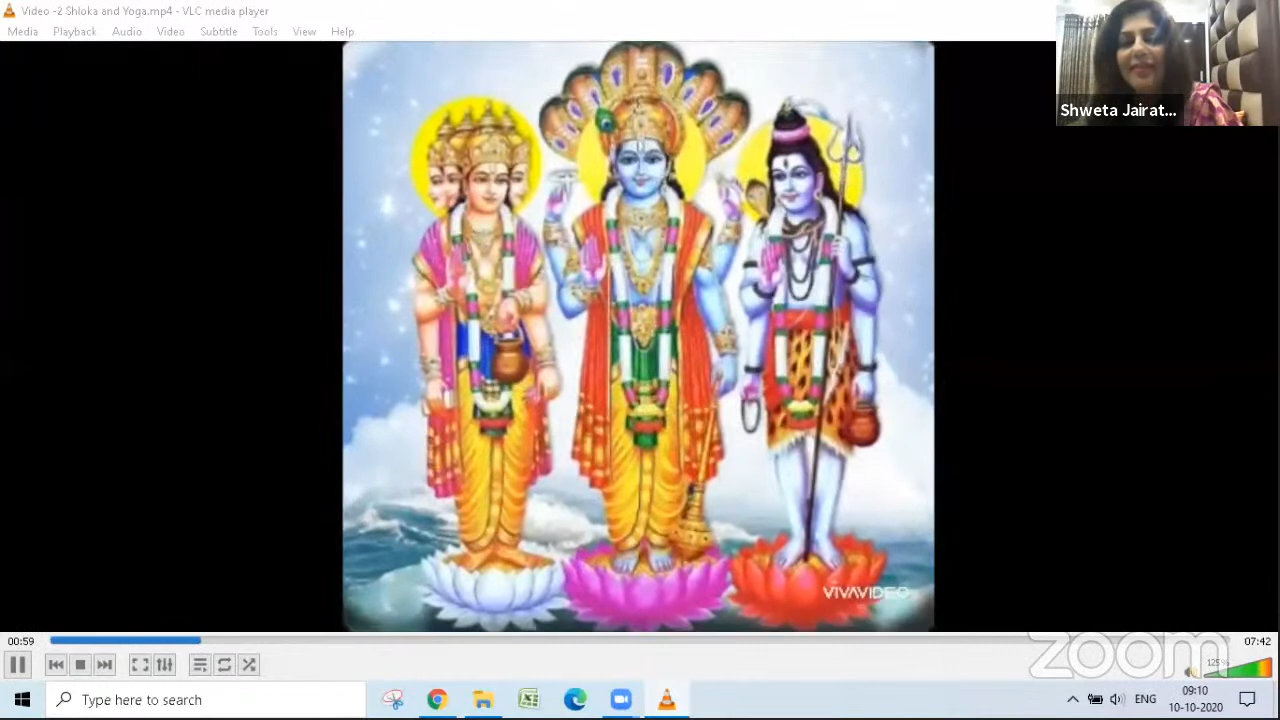 Video -2 Shloka and Yoga.mp4 - VLC media player
Media Playback Audio Video Subtitle Tools View Help
Shweta Jairat...
VIVAVIDEO
00:59
07:42
zoom
125%
Type here to search
ENG
09:10
10-10-2020